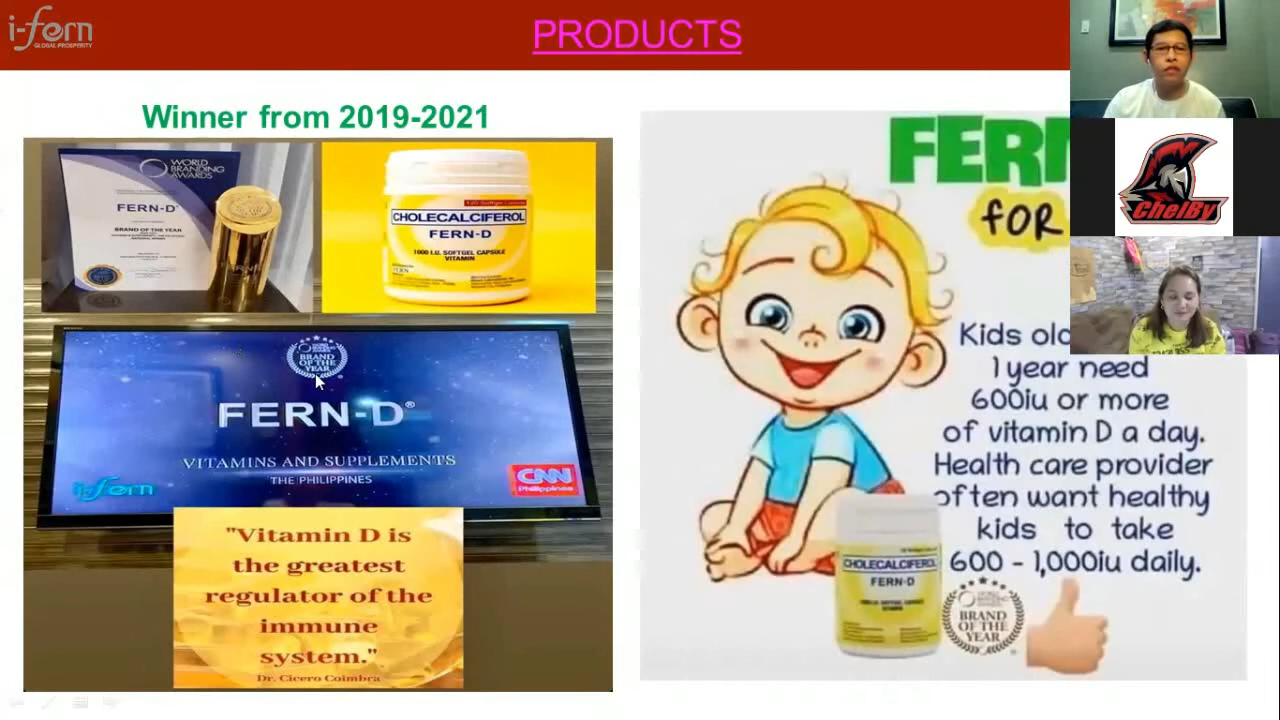 i-fern
GLOBAL PROSPERITY
PRODUCTS
Winner from 2019-2021
WORLD
BRANDING
AWARDS
FERN-D
BRAND OF THE YEAR
CHOLECALCIFEROL
FERN-D
1000 I.U. SOFTGEL CAPSULE
VITAMIN
FERN
BRAND
OF THE
YEAR
FERN-D®
VITAMINS AND SUPPLEMENTS
THE PHILIPPINES
i-fern
CNN
Philippines
"Vitamin D is
the greatest
regulator of the
immune
system."
Dr. Cicero Coimbra
FERN
FOR
Kids old
1 year need
600iu or more
of vitamin D a day.
Health care provider
often want healthy
kids to take
600 - 1,000iu daily.
CHOLECALCIFEROL
FERN-D
BRAND
OF THE
YEAR
ChelBy